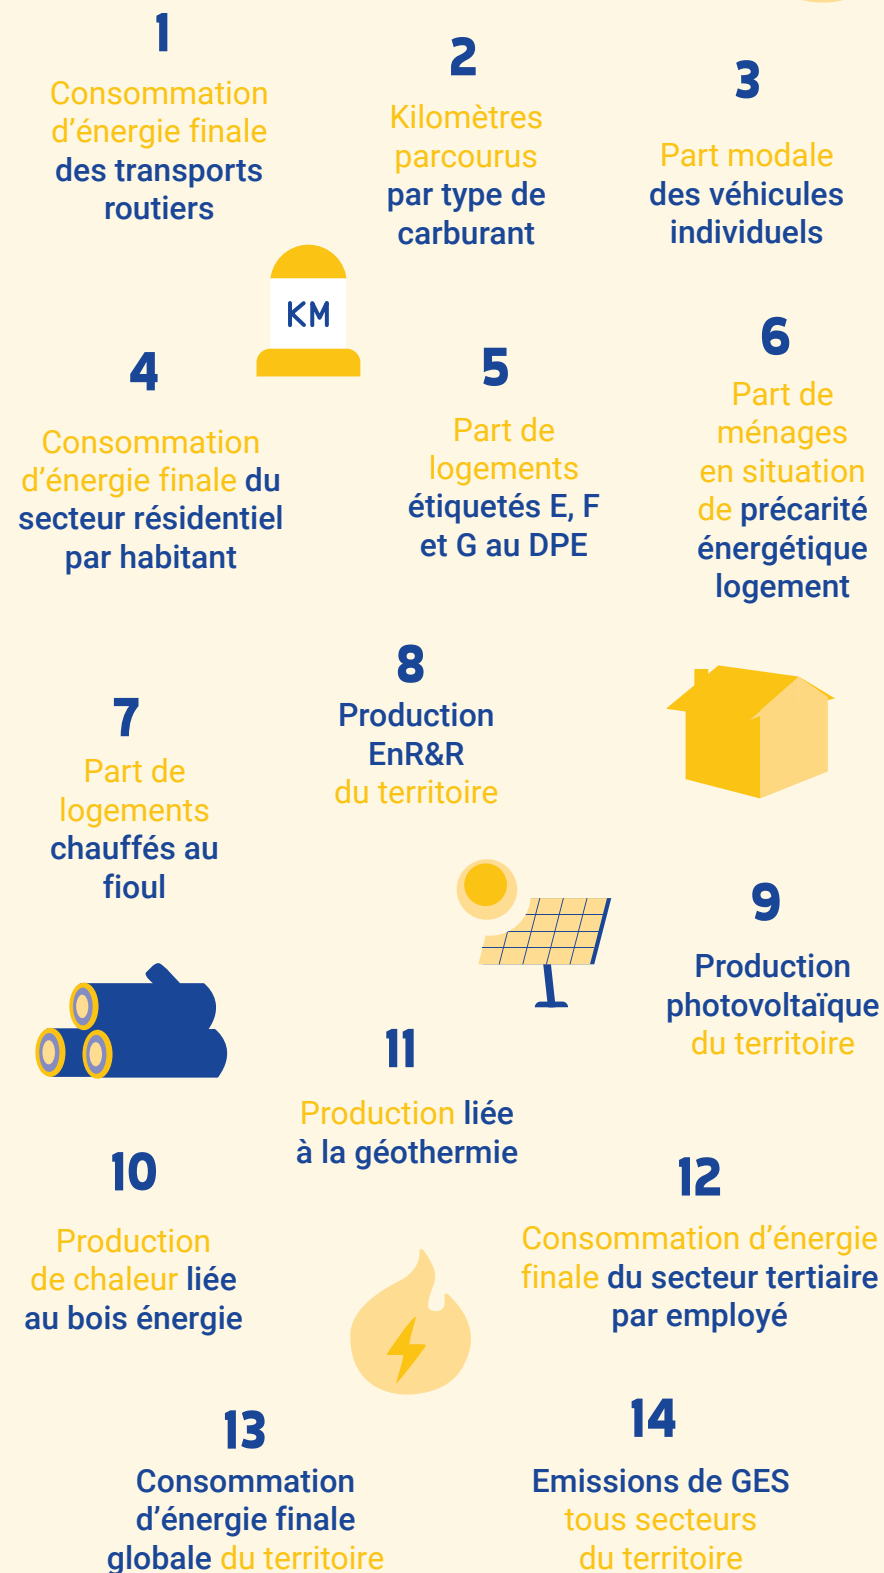 1
Consommation
d’énergie finale
des transports
routiers
2
Kilomètres
parcourus
par type de
carburant
3
Part modale
des véhicules
individuels
KM
4
Consommation
d’énergie finale du
secteur résidentiel
par habitant
5
Part de
logements
étiquetés E, F
et G au DPE
6
Part de
ménages
en situation
de précarité
énergétique
logement
7
Part de
logements
chauffés au
fioul
8
Production
EnR&R
du territoire
9
Production
photovoltaïque
du territoire
10
Production
de chaleur liée
au bois énergie
11
Production liée
à la géothermie
12
Consommation d’énergie
finale du secteur tertiaire
par employé
13
Consommation
d’énergie finale
globale du territoire
14
Emissions de GES
tous secteurs
du territoire